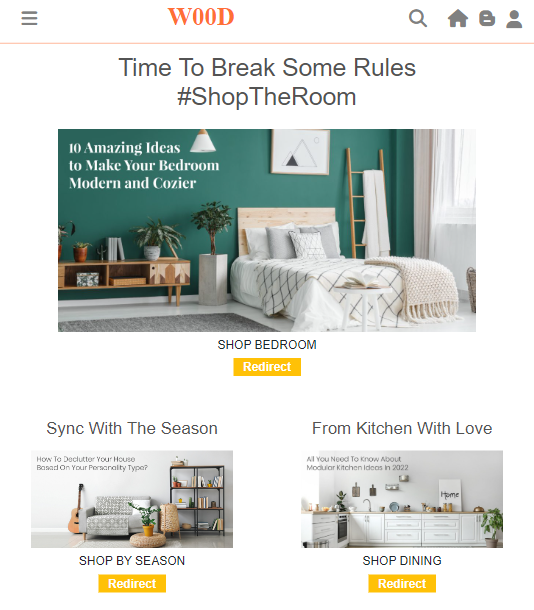 W00D
Time To Break Some Rules
#ShopTheRoom
10 Amazing Ideas
to Make Your Bedroom
Modern and Cozier
SHOP BEDROOM
Redirect
Sync With The Season
How To Declutter Your House
Based On Your Personality Type?
SHOP BY SEASON
Redirect
From Kitchen With Love
All You Need To Know About
Modular Kitchen Ideas In 2022
Home
SHOP DINING
Redirect